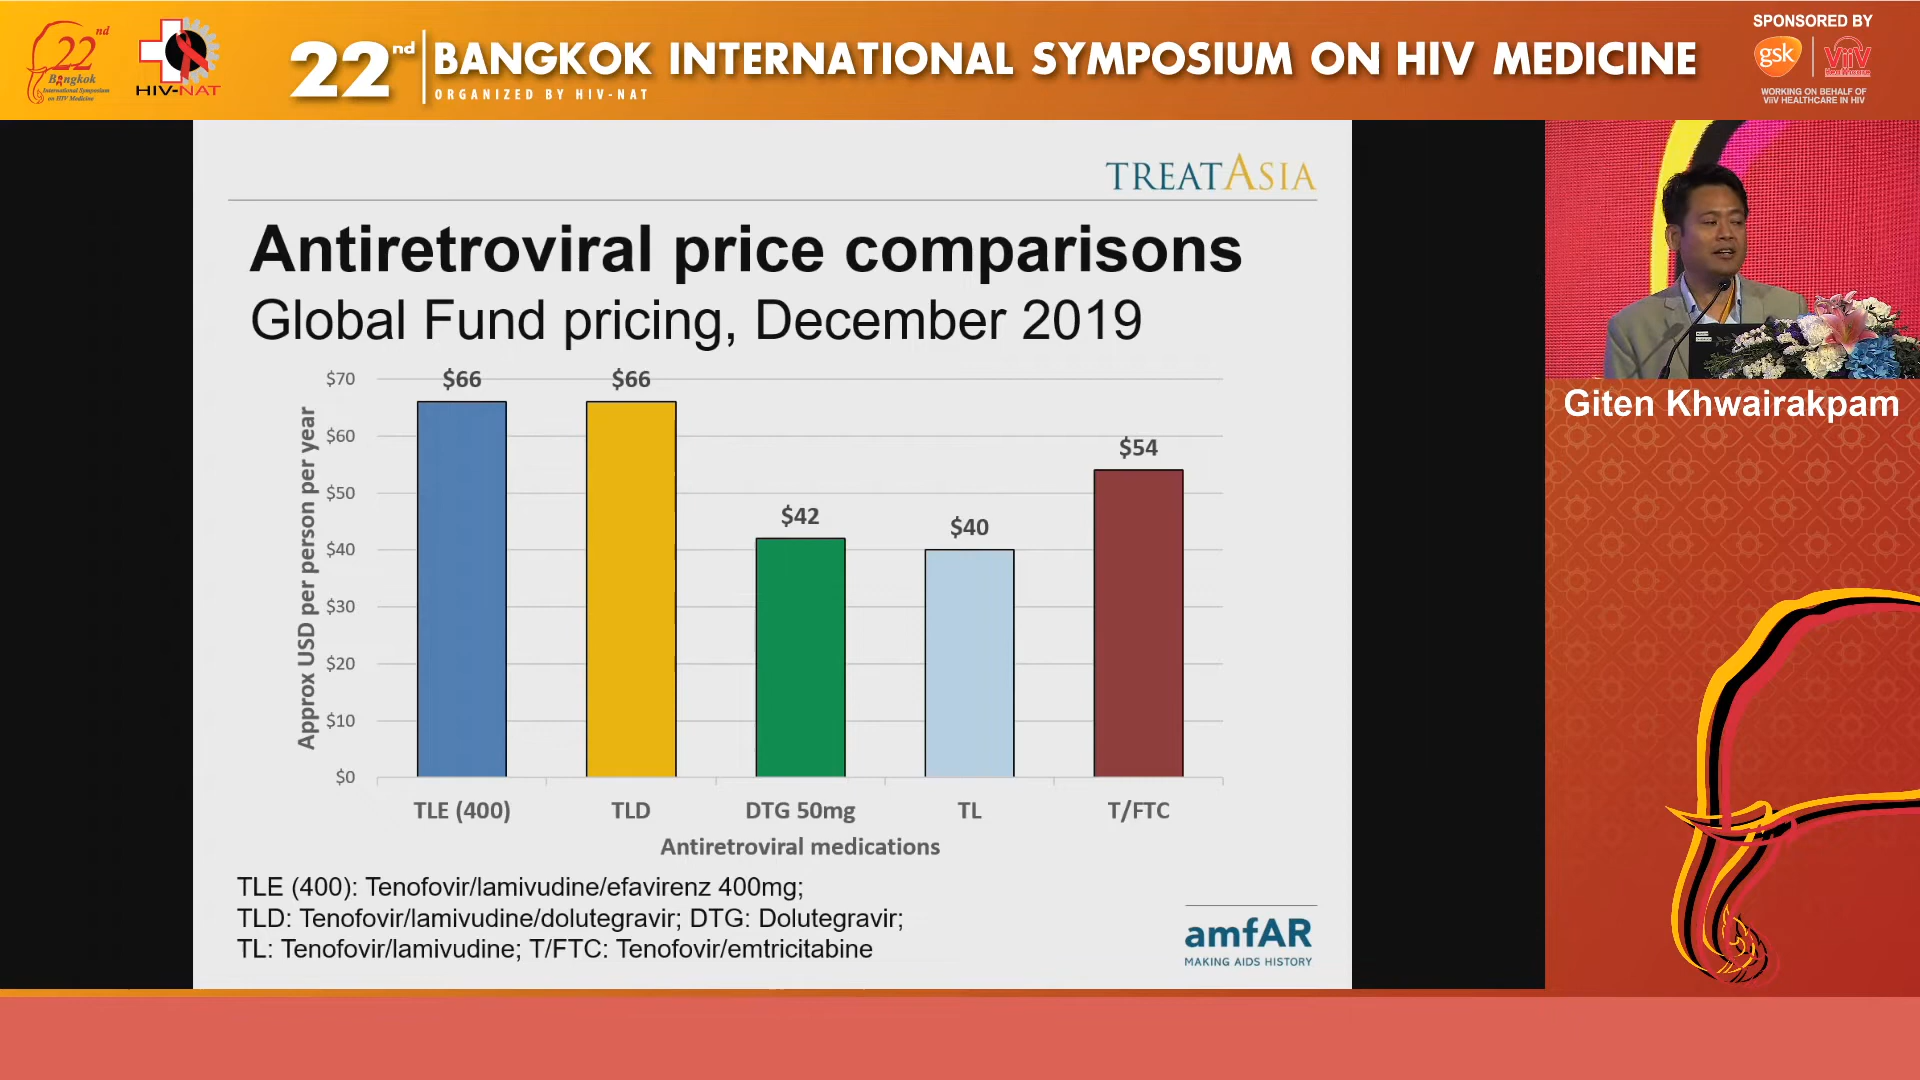 22nd
Bangkok
International Symposium
on HIV Medicine
HIV-NAT
22nd BANGKOK INTERNATIONAL SYMPOSIUM ON HIV MEDICINE
ORGANIZED BY HIV-NAT
SPONSORED BY
gsk
ViiV
WORKING ON BEHALF OF
ViiV HEALTHCARE IN HIV
TREATASIA
Antiretroviral price comparisons
Global Fund pricing, December 2019
Approx USD per person per year
$70
$60
$50
$40
$30
$20
$10
$0
$66
$66
$42
$40
$54
TLE (400)
TLD
DTG 50mg
TL
T/FTC
Antiretroviral medications
TLE (400): Tenofovir/lamivudine/efavirenz 400mg;
TLD: Tenofovir/lamivudine/dolutegravir; DTG: Dolutegravir;
TL: Tenofovir/lamivudine; T/FTC: Tenofovir/emtricitabine
amfAR
MAKING AIDS HISTORY
Giten Khwairakpam